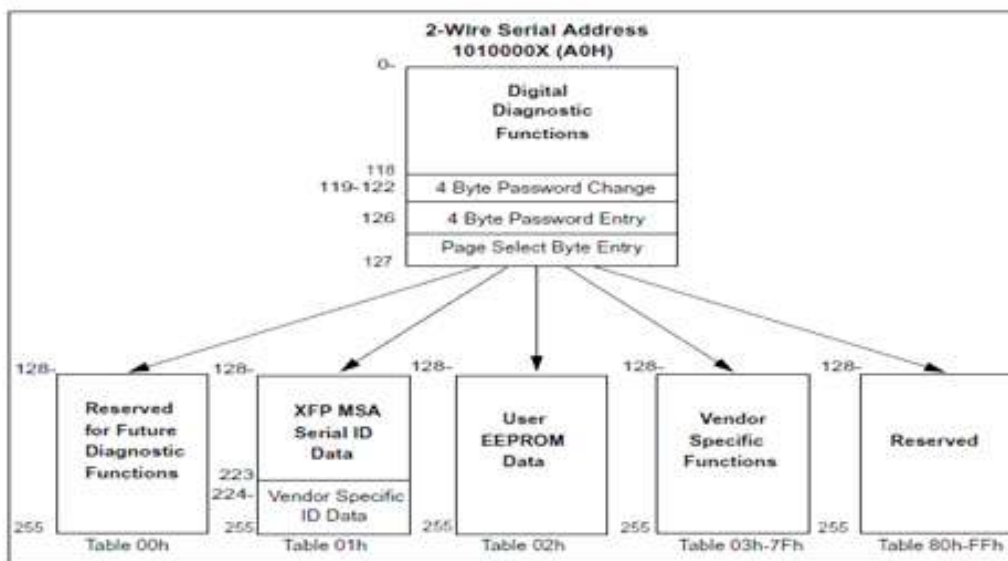 2-Wire Serial Address
1010000X (A0H)
0-
Digital
Diagnostic
Functions
118
119-122
4 Byte Password Change
126
4 Byte Password Entry
Page Select Byte Entry
127
128-
128-
128-
128-
128-
Reserved
for Future
Diagnostic
Functions
XFP MSA
Serial ID
Data
User
EEPROM
Data
Vendor
Specific
Functions
Reserved
223
224-
Vendor Specific
ID Data
255
255
255
255
255
Table 00h
Table 01h
Table 02h
Table 03h-7Fh
Table 80h-FFh